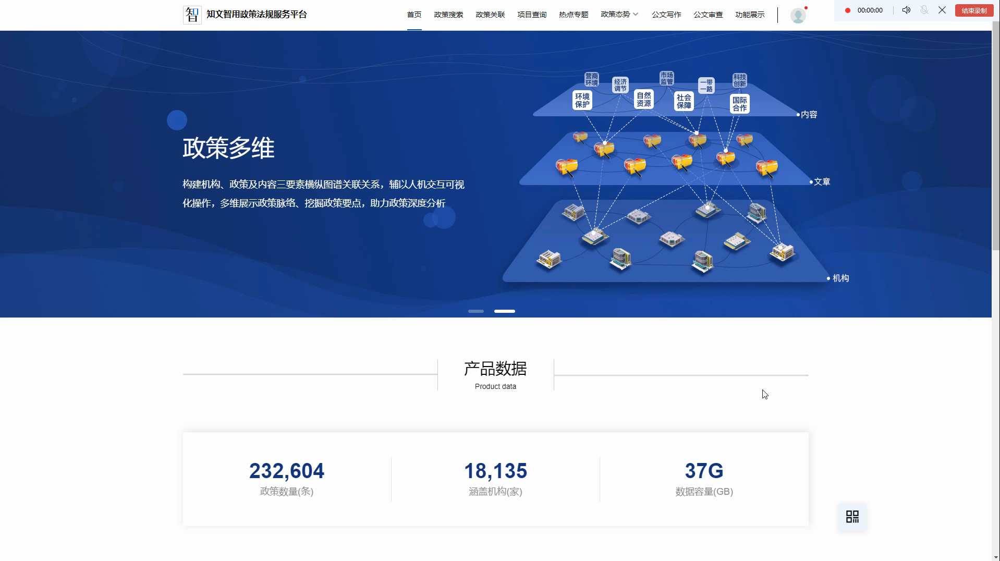 智 知文智用政策法规服务平台
首页 政策搜索 政策关联 项目查询 热点专题 政策态势 公文写作 公文审查 功能展示
00:00:00 结束录制
营商
环境
经济
调节
市场
监管
一带
一路
科技
创新
环境
保护
自然
资源
社会
保障
国际
合作
内容
文章
机构
政策多维
构建机构、政策及内容三要素横纵图谱关联关系，辅以人机交互可视
化操作，多维展示政策脉络、挖掘政策要点，助力政策深度分析
产品数据
Product data
232,604
政策数量(条)
18,135
涵盖机构(家)
37G
数据容量(GB)